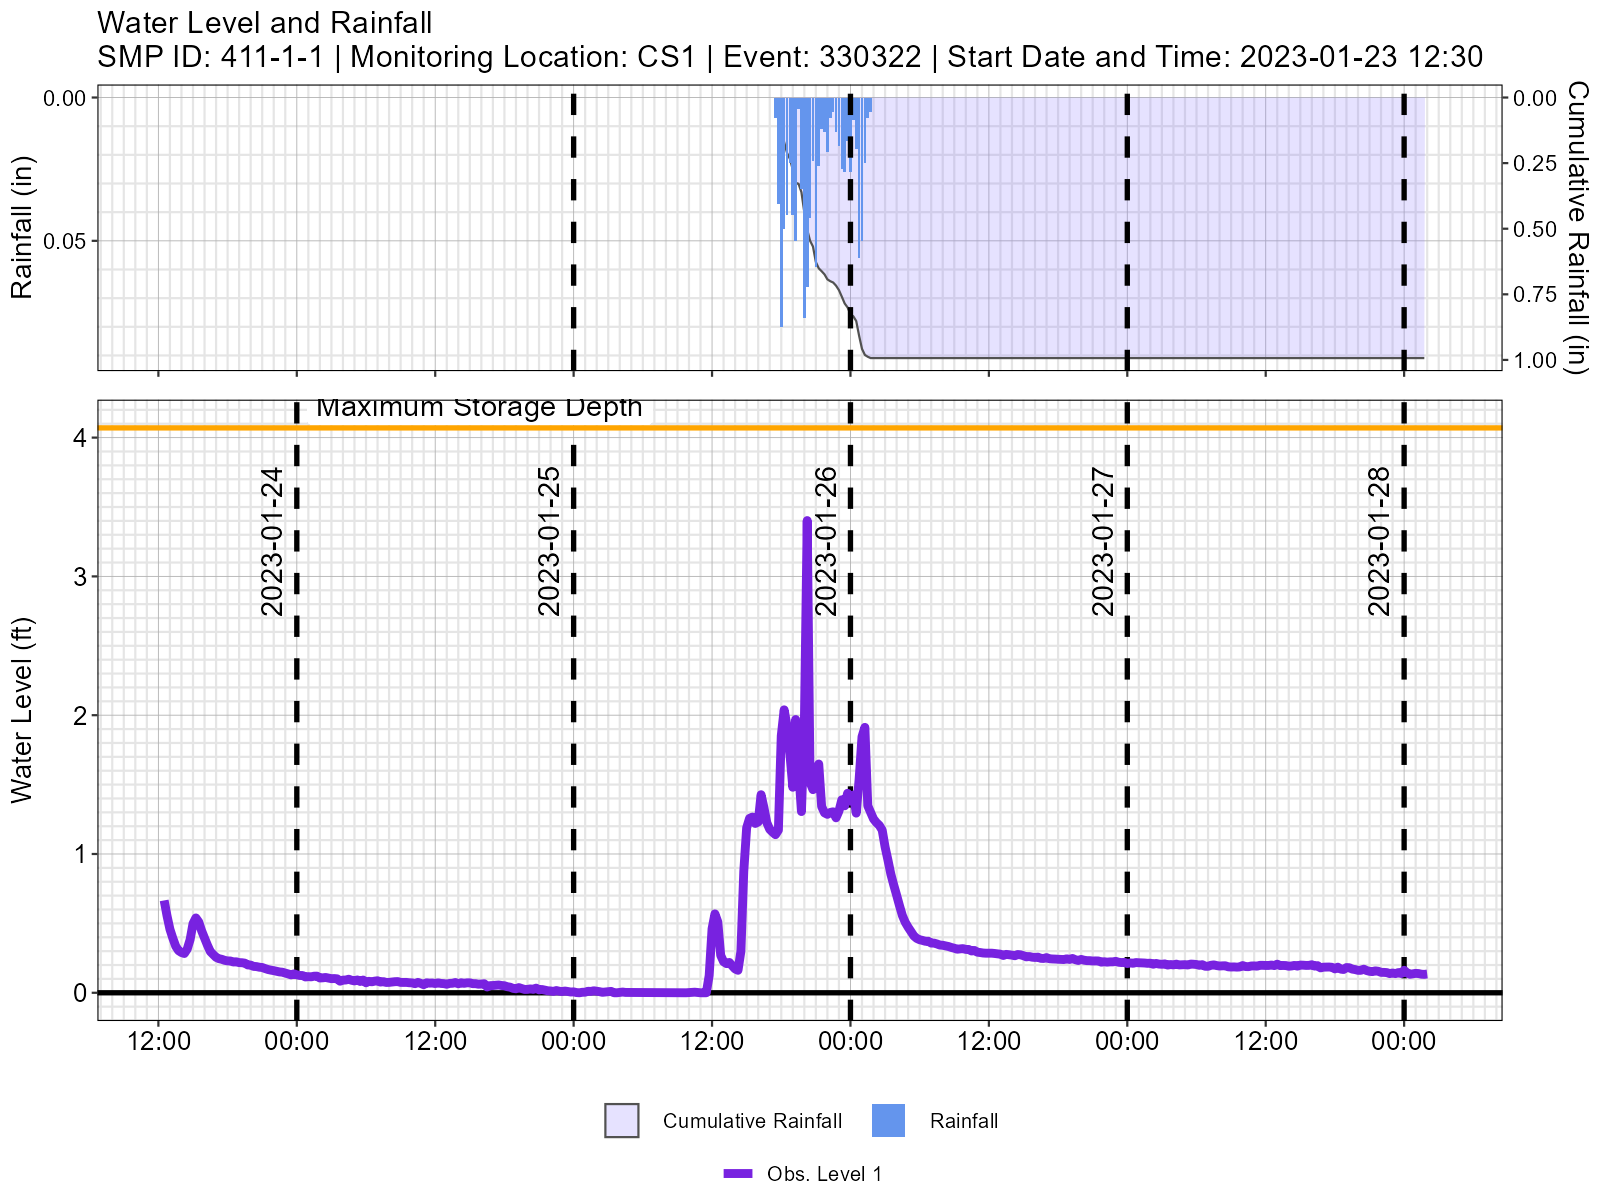 Water Level and Rainfall
SMP ID: 411-1-1 | Monitoring Location: CS1 | Event: 330322 | Start Date and Time: 2023-01-23 12:30
Rainfall (in)
0.00
0.05
0.00
0.25
0.50
0.75
1.00
Cumulative Rainfall (in)
Maximum Storage Depth
Water Level (ft)
4
3
2
1
0
2023-01-24
2023-01-25
2023-01-26
2023-01-27
2023-01-28
12:00 00:00 12:00 00:00 12:00 00:00 12:00 00:00 12:00 00:00
Cumulative Rainfall Rainfall
Obs. Level 1